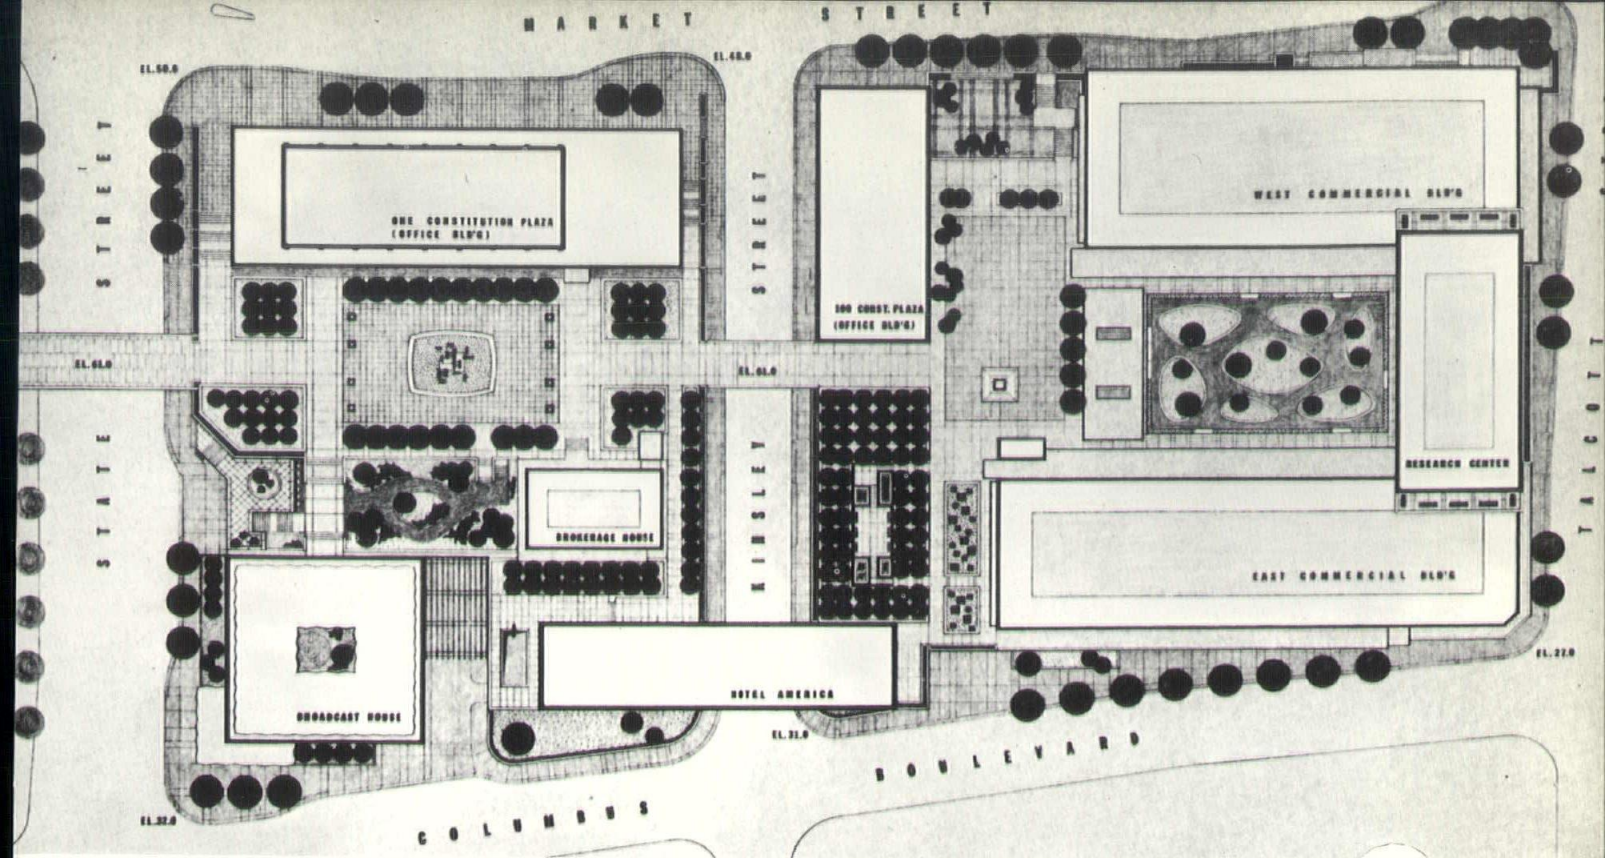 MARKET STREET
EL.50.0
EL.48.0
STREET
ONE CONSTITUTION PLAZA
(OFFICE BLD'G)
STREET
100 CONST. PLAZA
(OFFICE BLD'G)
WEST COMMERCIAL BLD'G
EL.61.0
EL.61.0
RESEARCH CENTER
TALCOTT
STATE
KINSLEY
BROKERAGE HOUSE
EAST COMMERCIAL BLD'G
EL.27.0
HOTEL AMERICA
BROADCAST HOUSE
EL.31.0
EL.32.0
COLUMBUS BOULEVARD